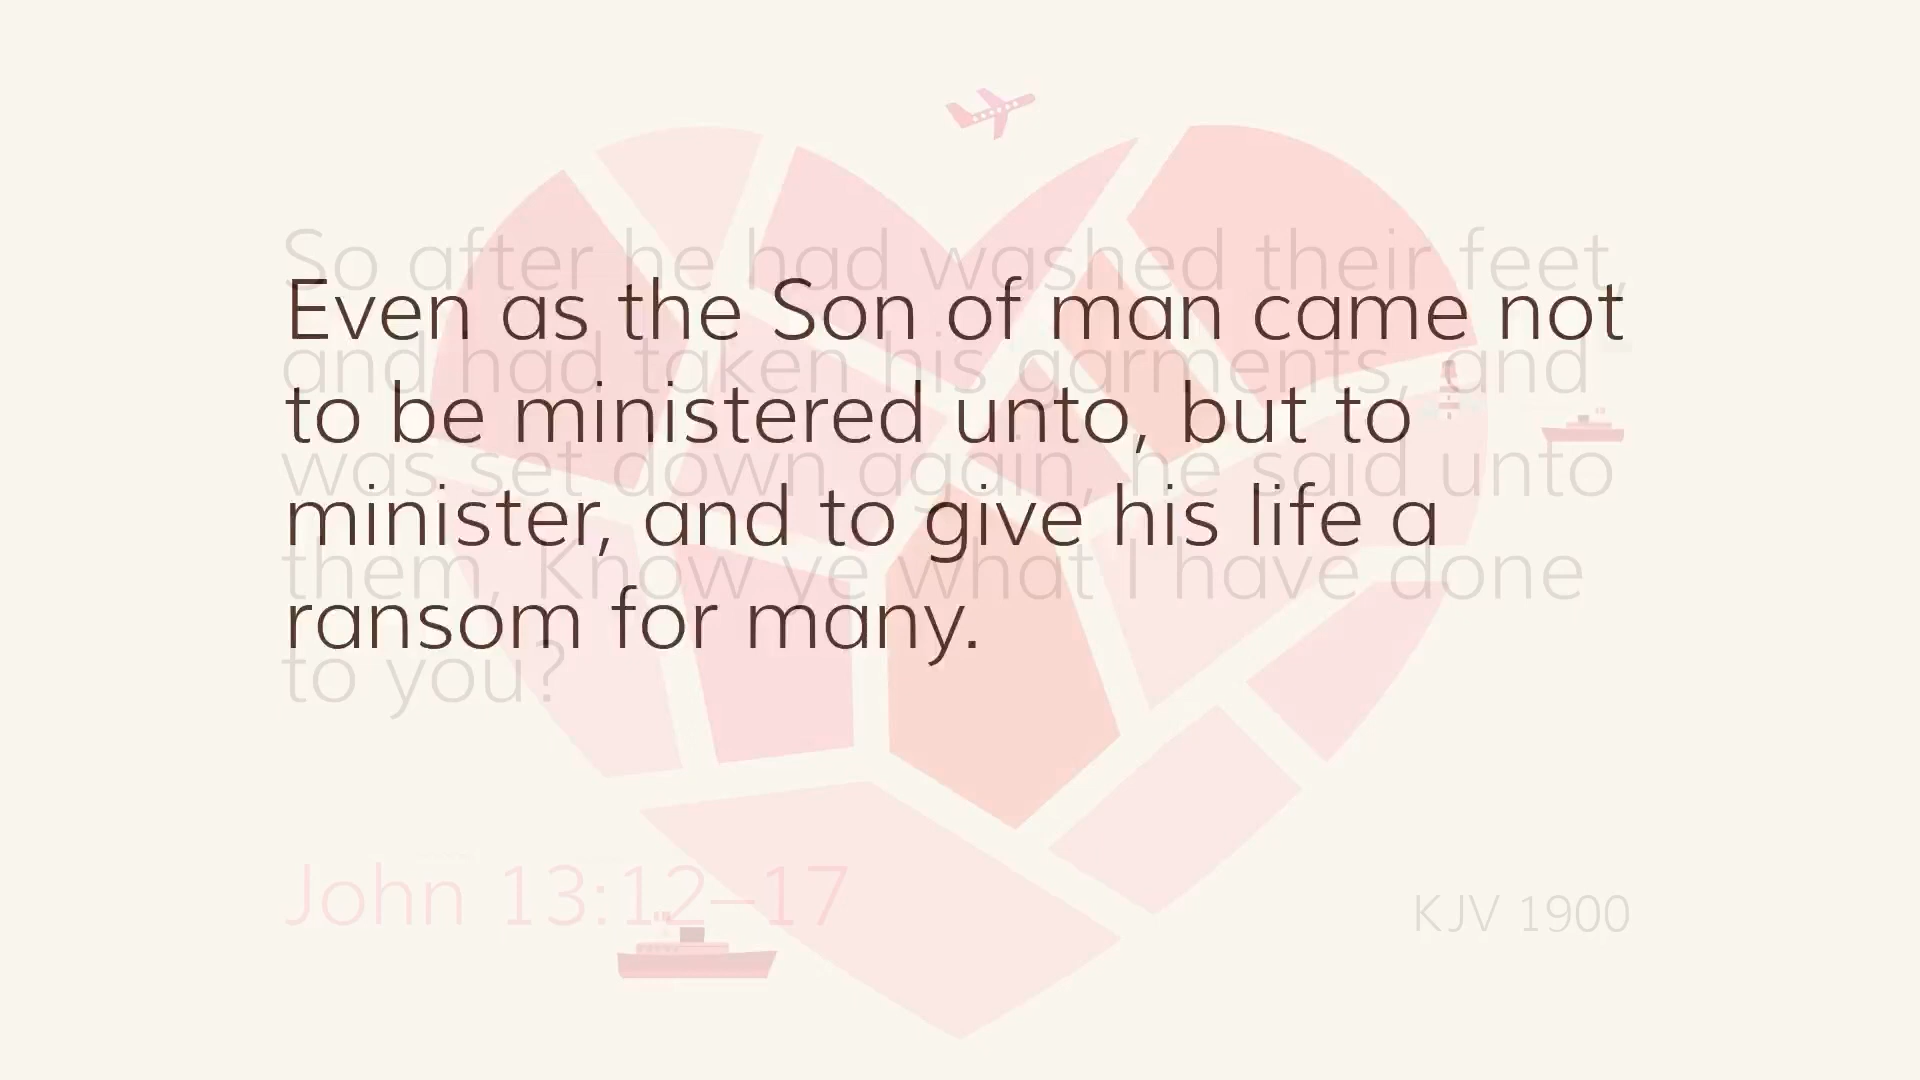 So after he had washed their feet,
and had taken his garments, and
was set down again, he said unto
them, Know ye what I have done
to you?
Even as the Son of man came not
to be ministered unto, but to
minister, and to give his life a
ransom for many.
John 13:12–17
KJV 1900